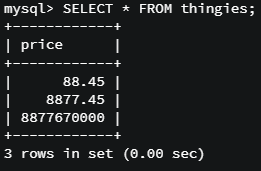 mysql> SELECT * FROM thingies;
+------------+
| price      |
+------------+
|      88.45 |
|    8877.45 |
| 8877670000 |
+------------+
3 rows in set (0.00 sec)